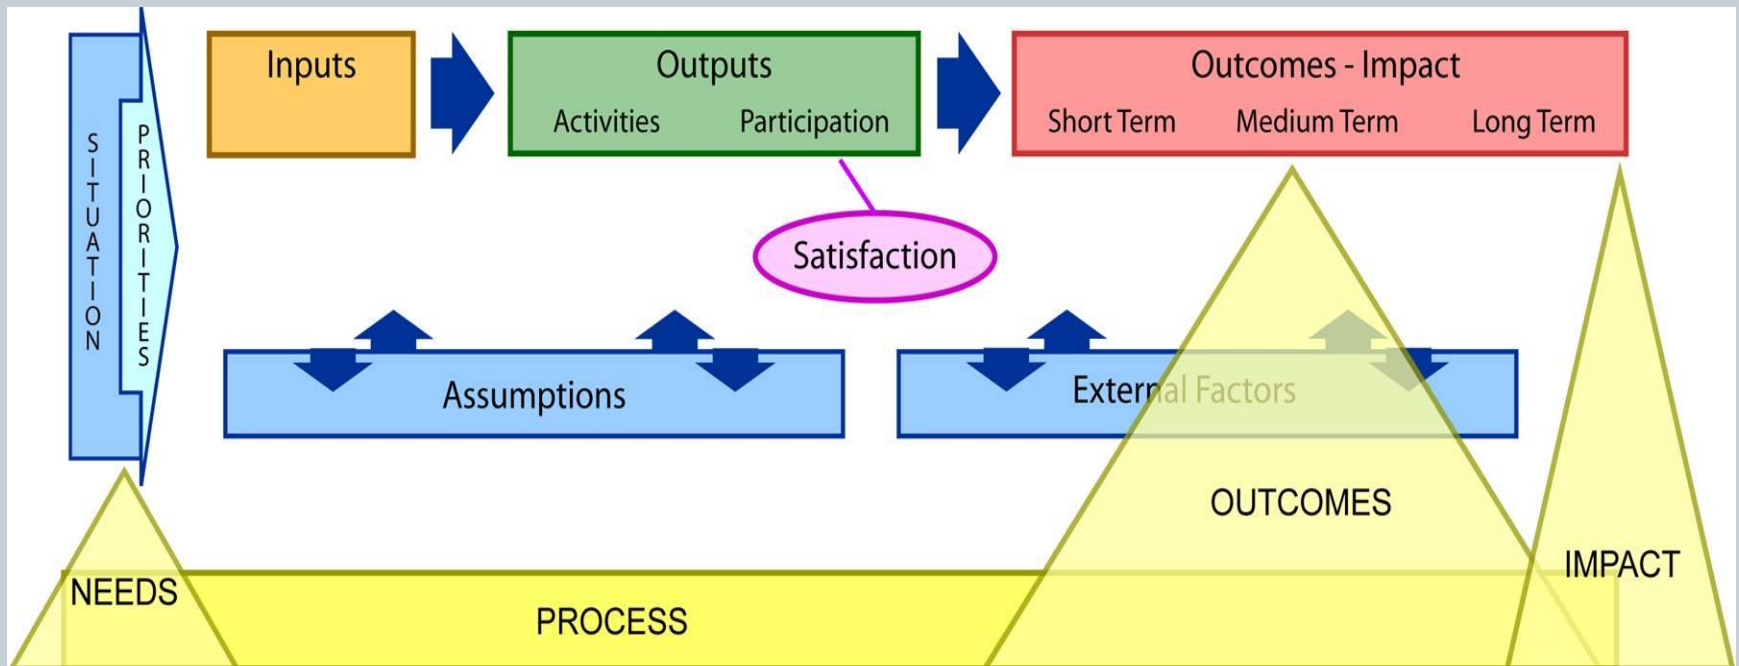 SITUATION
PRIORITIES
Inputs
Outputs
Activities Participation
Outcomes - Impact
Short Term Medium Term Long Term
Satisfaction
Assumptions
External Factors
OUTCOMES
IMPACT
NEEDS
PROCESS